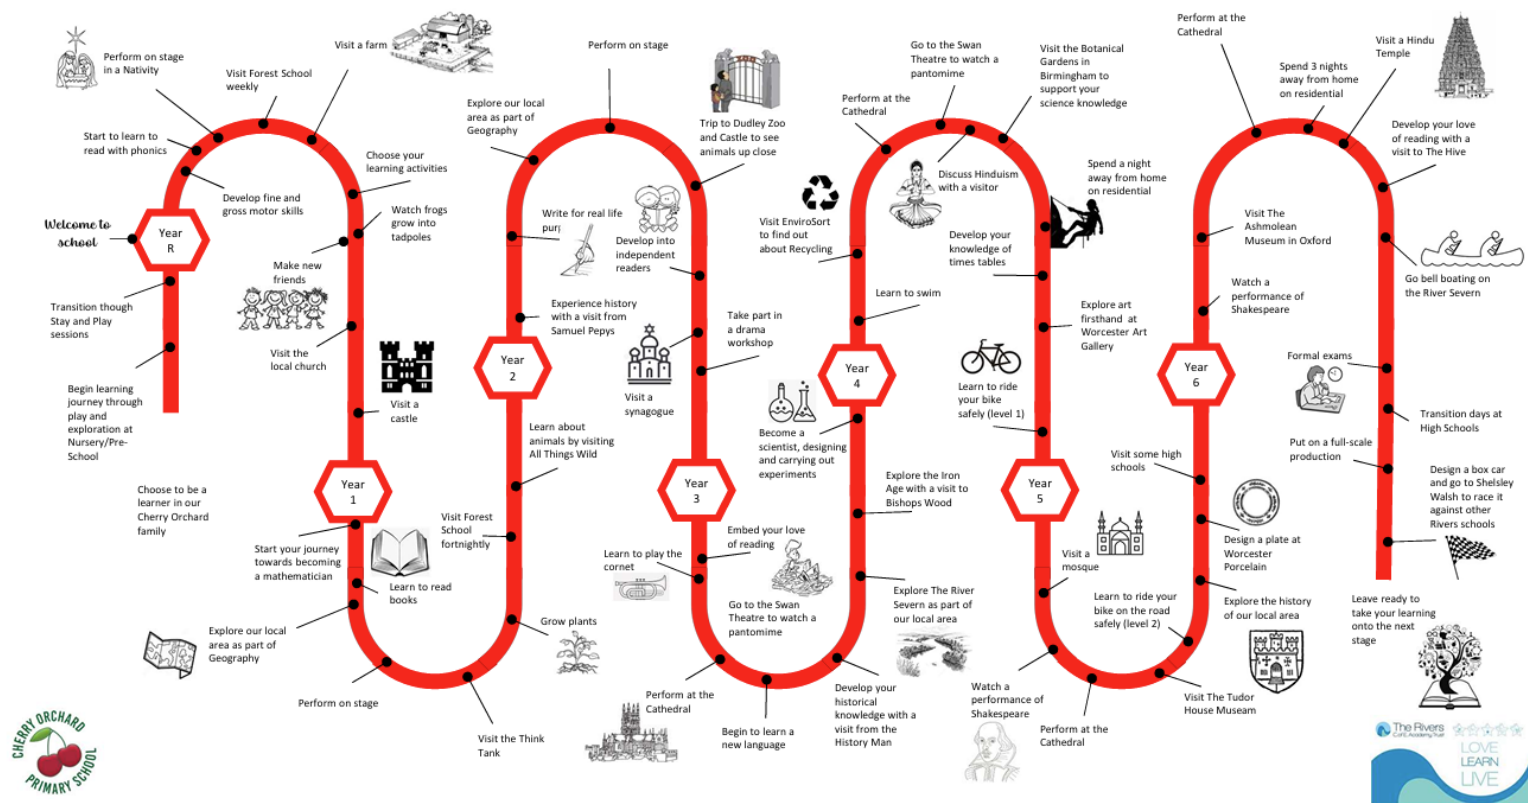 Begin learning
journey through
play and
exploration at
Nursery/Pre-
School
Transition though
Stay and Play
sessions
Welcome to
school
Year
R
Develop fine and
gross motor skills
Start to learn to
read with phonics
Perform on stage
in a Nativity
Visit Forest School
weekly
Visit a farm
Choose your
learning activities
Watch frogs
grow into
tadpoles
Make new
friends
Visit the
local church
Visit a
castle
Choose to be a
learner in our
Cherry Orchard
family
Year
1
Start your journey
towards becoming
a mathematician
Learn to read
books
Explore our local
area as part of
Geography
Perform on stage
Visit the Think
Tank
Grow plants
Visit Forest
School
fortnightly
Learn about
animals by visiting
All Things Wild
Year
2
Experience history
with a visit from
Samuel Pepys
Write for real life
Explore our local
area as part of
Geography
Perform on stage
ZOO
Trip to Dudley Zoo
and Castle to see
animals up close
Develop into
independent
readers
Visit a
synagogue
Take part in
a drama
workshop
Year
3
Embed your love
of reading
Learn to play the
cornet
Perform at the
Cathedral
Go to the Swan
Theatre to watch a
pantomime
Begin to learn a
new language
Develop your
historical
knowledge with a
visit from the
History Man
Explore The River
Severn as part of
our local area
Explore the Iron
Age with a visit to
Bishops Wood
Become a
scientist, designing
and carrying out
experiments
Year
4
Learn to swim
Visit EnviroSort
to find out
about Recycling
Perform at the
Cathedral
Go to the Swan
Theatre to watch a
pantomime
Discuss Hinduism
with a visitor
Visit the Botanical
Gardens in
Birmingham to
support your
science knowledge
Spend a night
away from home
on residential
Develop your
knowledge of
times tables
Explore art
firsthand at
Worcester Art
Gallery
Learn to ride
your bike
safely (level 1)
Year
5
Visit a
mosque
Watch a
performance of
Shakespeare
Perform at the
Cathedral
Visit The Tudor
House Museam
Learn to ride your
bike on the road
safely (level 2)
Explore the history
of our local area
Design a plate at
Worcester
Porcelain
Visit some high
schools
Year
6
Watch a
performance of
Shakespeare
Visit The
Ashmolean
Museum in Oxford
Perform at the
Cathedral
Spend 3 nights
away from home
on residential
Visit a Hindu
Temple
Develop your love
of reading with a
visit to The Hive
Go bell boating on
the River Severn
Formal exams
Transition days at
High Schools
Put on a full-scale
production
Design a box car
and go to Shelsley
Walsh to race it
against other
Rivers schools
Leave ready to
take your learning
onto the next
stage
CHERRY ORCHARD
PRIMARY SCHOOL
The Rivers
C of E Academy Trust
LOVE
LEARN
LIVE